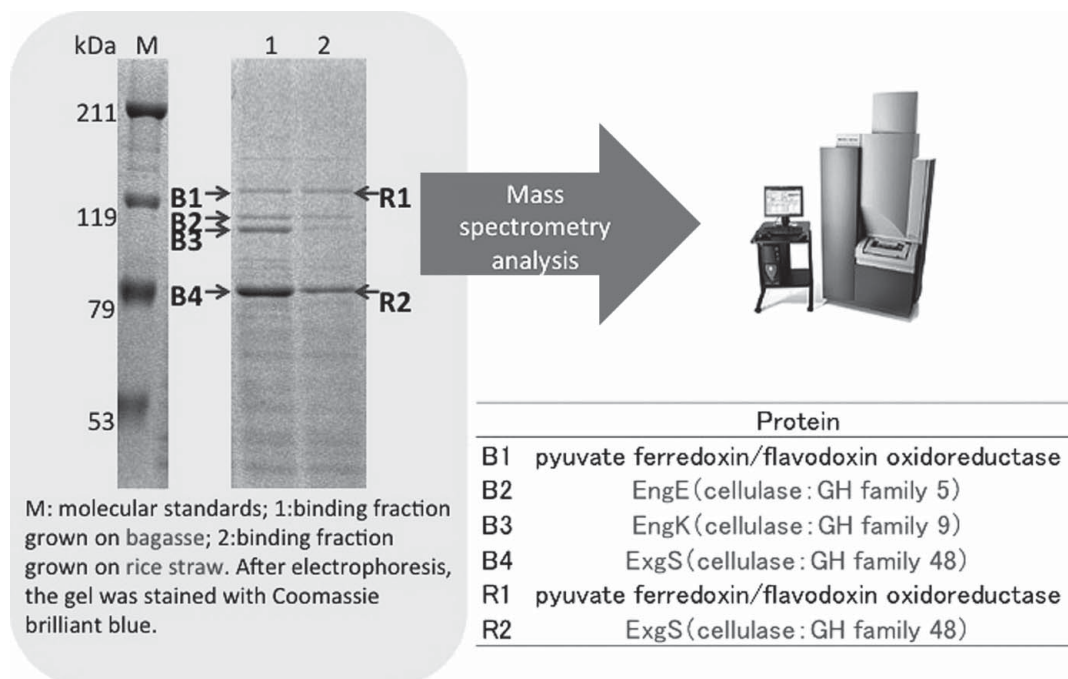 kDa M 1 2
211
B1 R1
119
B2
B3
B4 R2
79
53
M: molecular standards; 1:binding fraction
grown on bagasse; 2:binding fraction
grown on rice straw. After electrophoresis,
the gel was stained with Coomassie
brilliant blue.
Mass
spectrometry
analysis
Protein
B1 pyuvate ferredoxin/flavodoxin oxidoreductase
B2 EngE(cellulase:GH family 5)
B3 EngK(cellulase:GH family 9)
B4 ExgS(cellulase:GH family 48)
R1 pyuvate ferredoxin/flavodoxin oxidoreductase
R2 ExgS(cellulase:GH family 48)